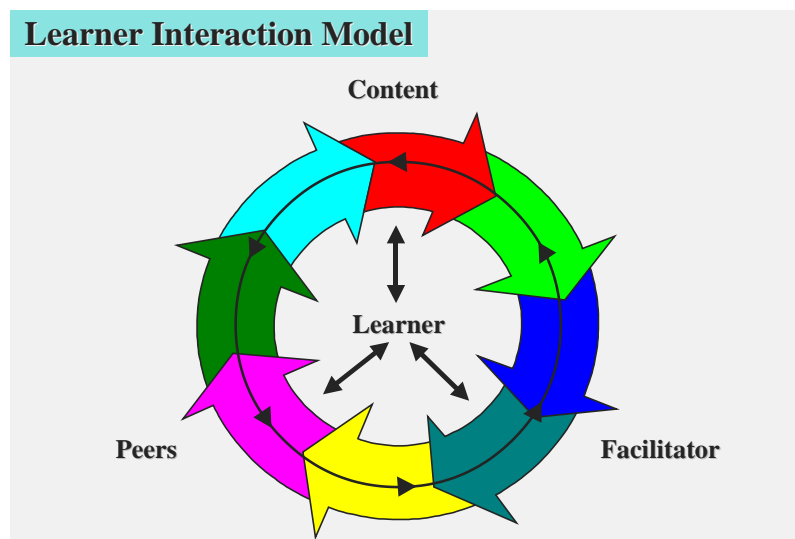 Learner Interaction Model
Content
Learner
Peers
Facilitator